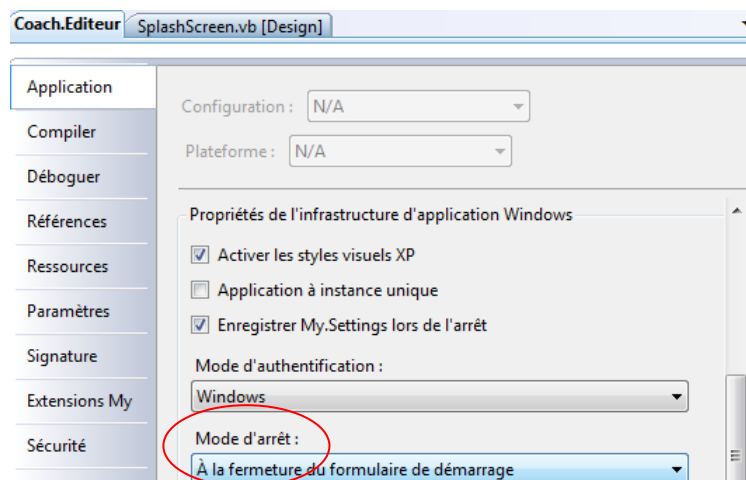 Coach.Editeur SplashScreen.vb [Design]
Application
Compiler
Déboguer
Références
Ressources
Paramètres
Signature
Extensions My
Sécurité
Configuration : N/A
Plateforme : N/A
Propriétés de l'infrastructure d'application Windows
Activer les styles visuels XP
Application à instance unique
Enregistrer My.Settings lors de l'arrêt
Mode d'authentification :
Windows
Mode d'arrêt :
À la fermeture du formulaire de démarrage